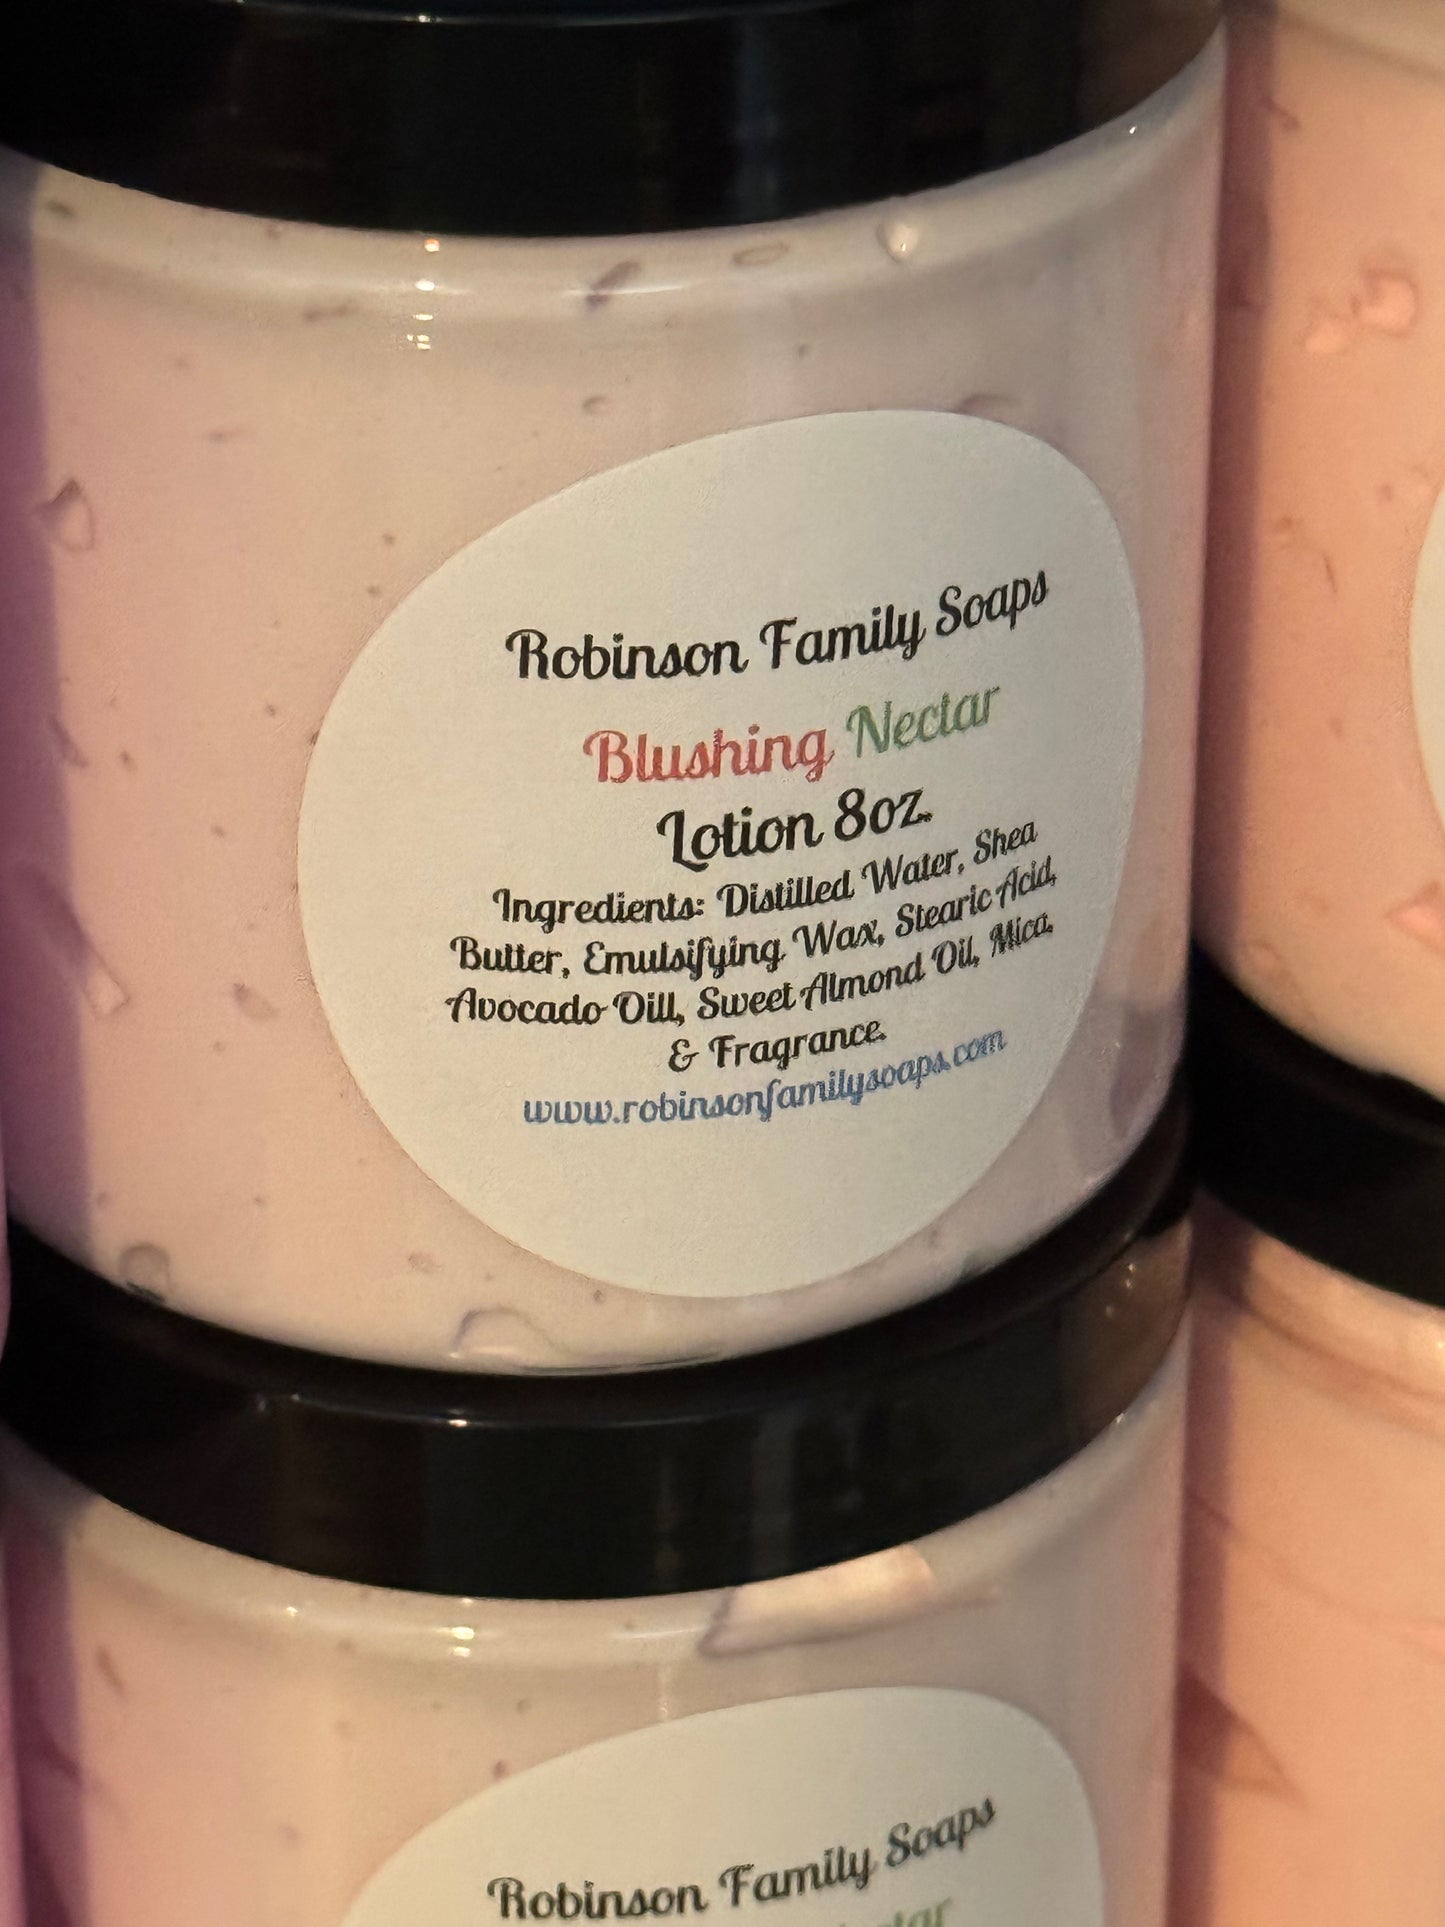 Robinson Family Soaps
Blushing Nectar
Lotion 8oz.
Ingredients: Distilled Water, Shea
Butter, Emulsifying Wax, Stearic Acid,
Avocado Oill, Sweet Almond Oil, Mica,
& Fragrance.
www.robinsonfamilysoaps.com
Robinson Family Soaps